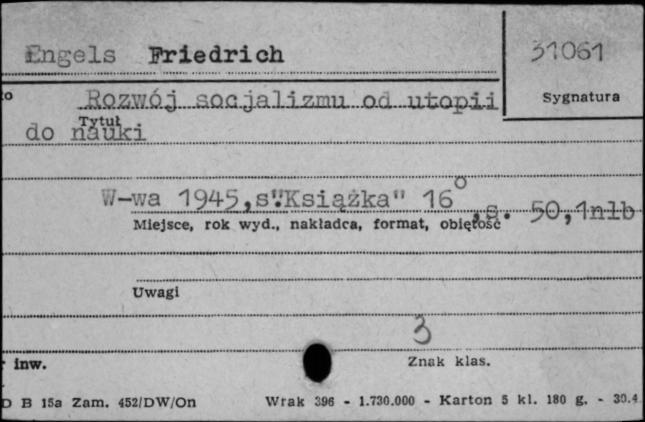 Engels Friedrich
31061
Sygnatura
to
Rozwój socjalizmu od utopii
Tytuł
do nauki
W-wa 1945,s".Książka" 16° ,s. 50,1nlb
Miejsce, rok wyd., nakładca, format, objętość
Uwagi
3
r inw.
Znak klas.
D B 15a Zam. 452/DW/On Wrak 396 - 1.730.000 - Karton 5 kl. 180 g. - 30.4